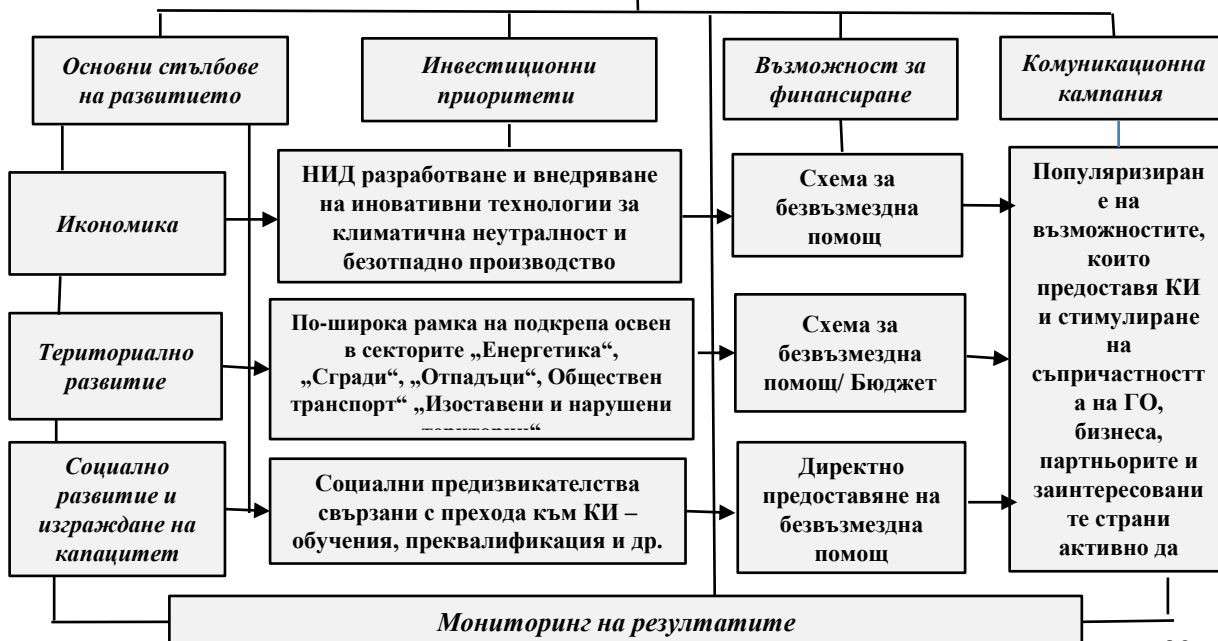 Основни стълбове
на развитието
Инвестиционни
приоритети
Възможност за
финансиране
Комуникационна
кампания
Икономика
НИД разработване и внедряване
на иновативни технологии за
климатична неутралност и
безотпадно производство
Схема за
безвъзмездна
помощ
Популяризиран
е на
възможностите,
които
предоставя КИ
и стимулиране
на
съпричастностт
а на ГО,
бизнеса,
партньорите и
заинтересовани
те страни
активно да
Териториално
развитие
По-широка рамка на подкрепа освен
в секторите „Енергетика“,
„Сгради“, „Отпадъци“, Обществен
транспорт“ „Изоставени и нарушени
Схема за
безвъзмездна
помощ/ Бюджет
Социално
развитие и
изграждане на
капацитет
Социални предизвикателства
свързани с прехода към КИ –
обучения, преквалификация и др.
Директно
предоставяне на
безвъзмездна
помощ
Мониторинг на резултатите